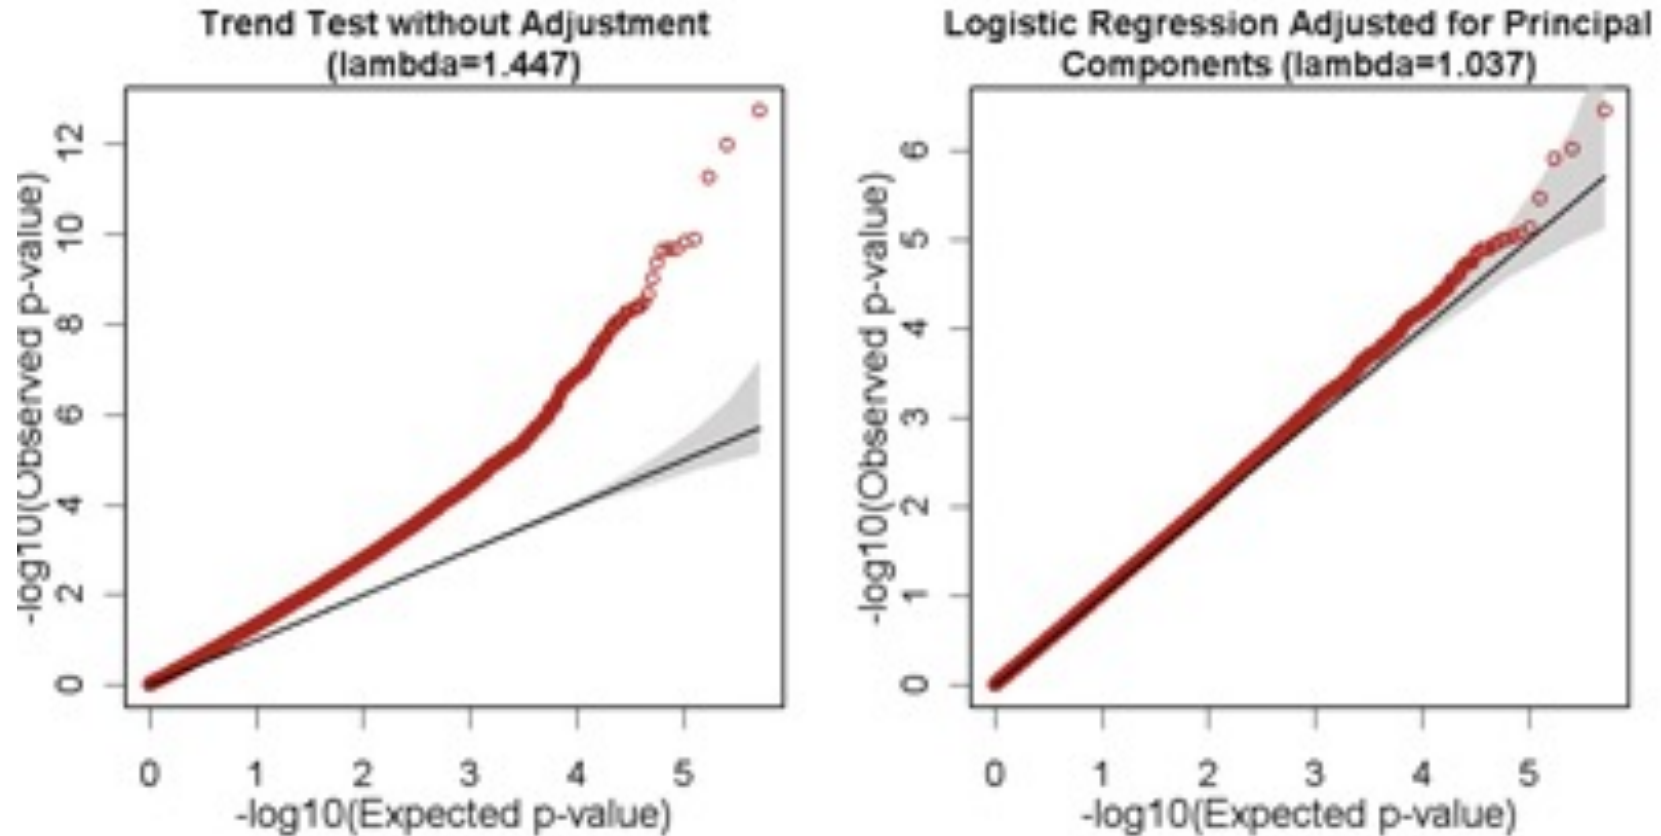 Trend Test without Adjustment
(lambda=1.447)
-log10(Observed p-value)
12
10
8
6
4
2
0
0 1 2 3 4 5
-log10(Expected p-value)
Logistic Regression Adjusted for Principal
Components (lambda=1.037)
-log10(Observed p-value)
6
5
4
3
2
1
0
0 1 2 3 4 5
-log10(Expected p-value)